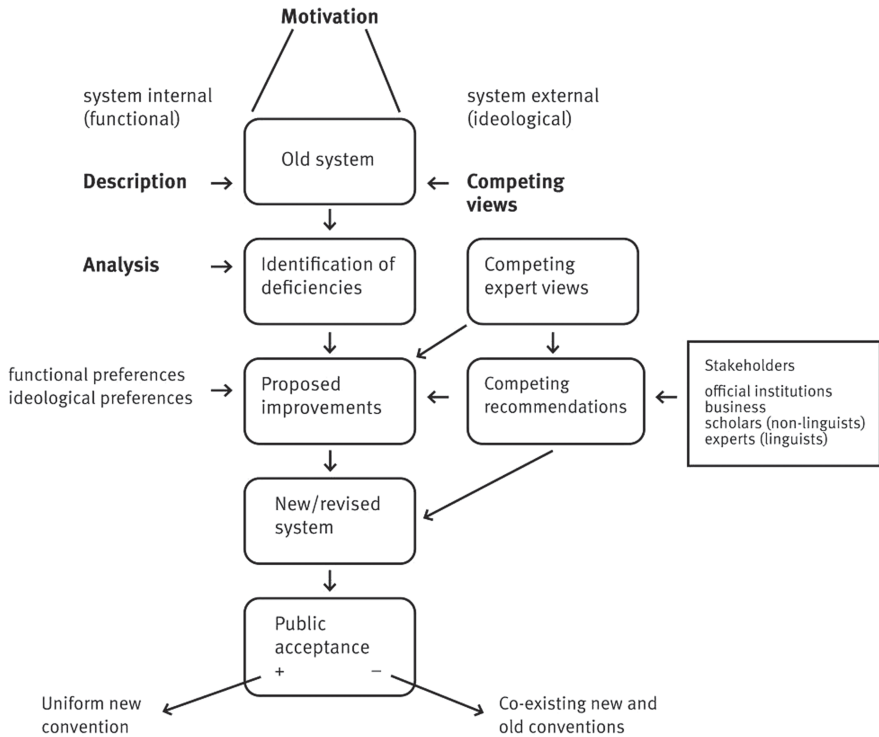 Motivation
system internal
(functional)
system external
(ideological)
Old system
Description
Competing
views
Analysis
Identification of
deficiencies
Competing
expert views
functional preferences
ideological preferences
Proposed
improvements
Competing
recommendations
Stakeholders
official institutions
business
scholars (non-linguists)
experts (linguists)
New/revised
system
Public
acceptance
+ –
Uniform new
convention
Co-existing new and
old conventions